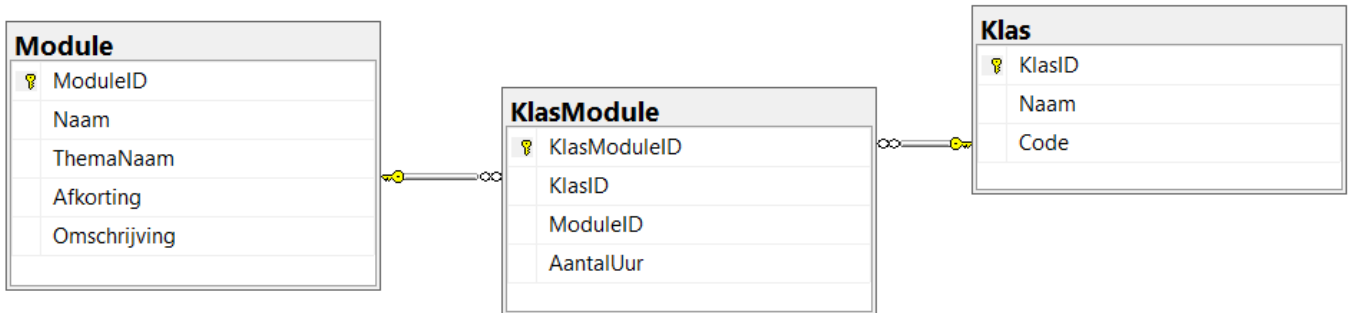 Module
ModuleID
Naam
ThemaNaam
Afkorting
Omschrijving
KlasModule
KlasModuleID
KlasID
ModuleID
AantalUur
Klas
KlasID
Naam
Code